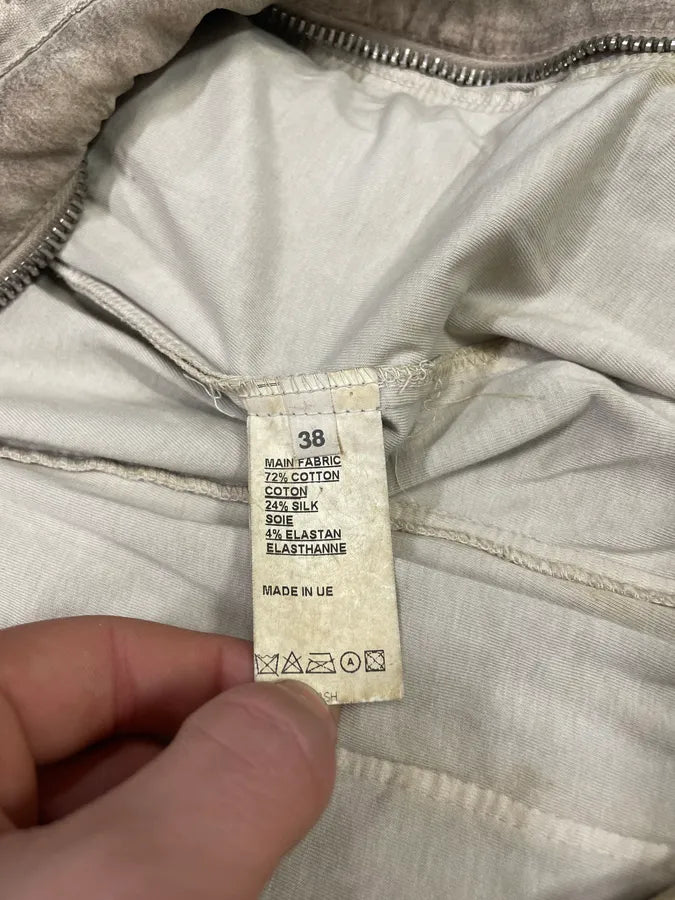 38
MAIN FABRIC
72% COTTON
COTON
24% SILK
SOIE
4% ELASTAN
ELASTHANNE
MADE IN UE
A